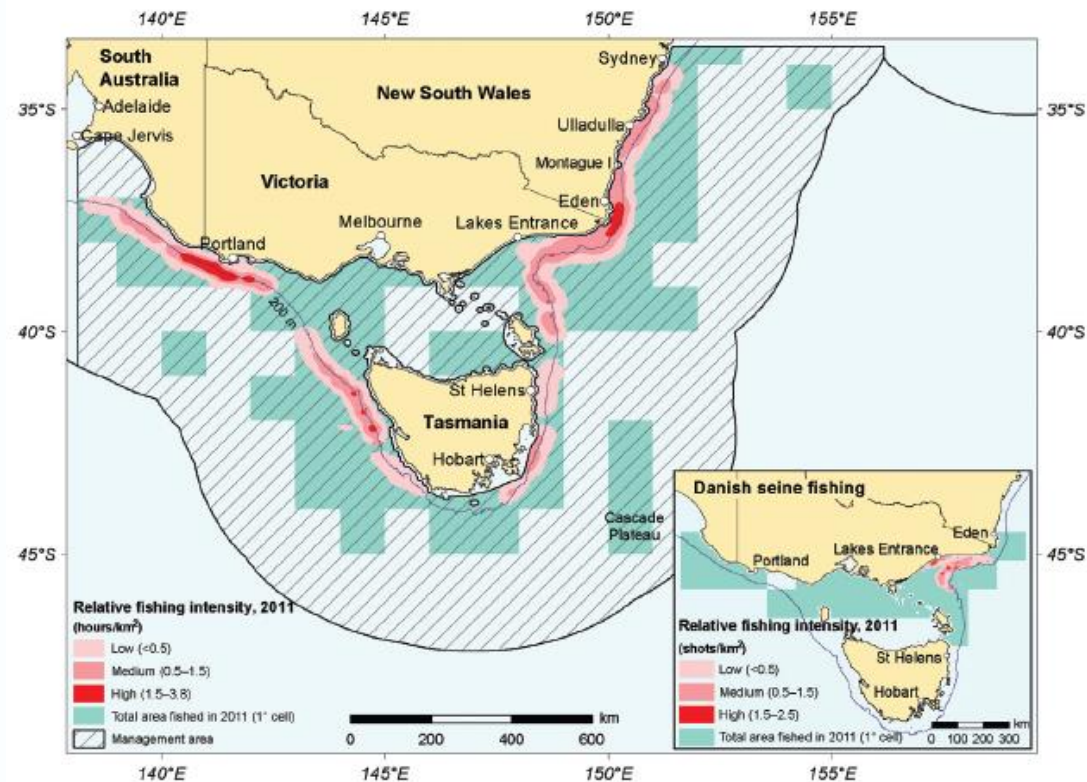 140°E
145°E
150°E
155°E
South
Australia
Sydney
New South Wales
35°S
35°S
Adelaide
Ulladulla
Cape Jervis
Montague I
Victoria
Eden
Melbourne
Lakes Entrance
Portland
200 m
40°S
40°S
St Helens
Tasmania
Hobart
Cascade
Plateau
45°S
45°S
Relative fishing intensity, 2011
(hours/km²)
Low (<0.5)
Medium (0.5–1.5)
High (1.5–3.8)
Total area fished in 2011 (1° cell)
Management area
km
0 200 400 600
Danish seine fishing
Eden
Lakes Entrance
Portland
Relative fishing intensity, 2011
(shots/km²)
Low (<0.5)
Medium (0.5–1.5)
High (1.5–2.5)
Total area fished in 2011 (1° cell)
St Helens
Hobart
km
0 100 200 300
140°E
145°E
150°E
155°E